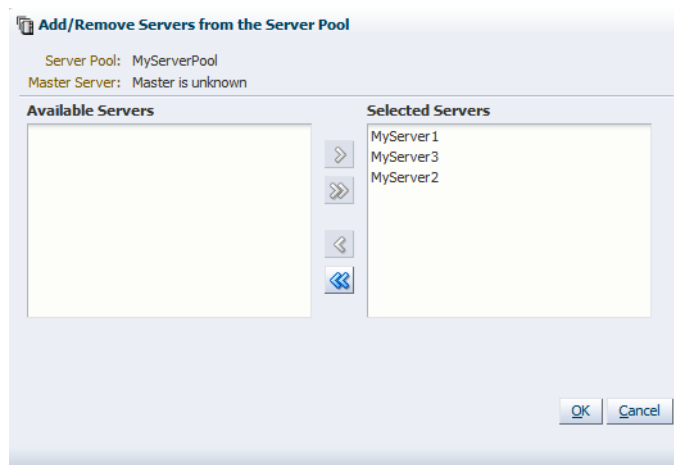 Add/Remove Servers from the Server Pool
Server Pool: MyServerPool
Master Server: Master is unknown
Available Servers
Selected Servers
MyServer1
MyServer3
MyServer2
OK Cancel